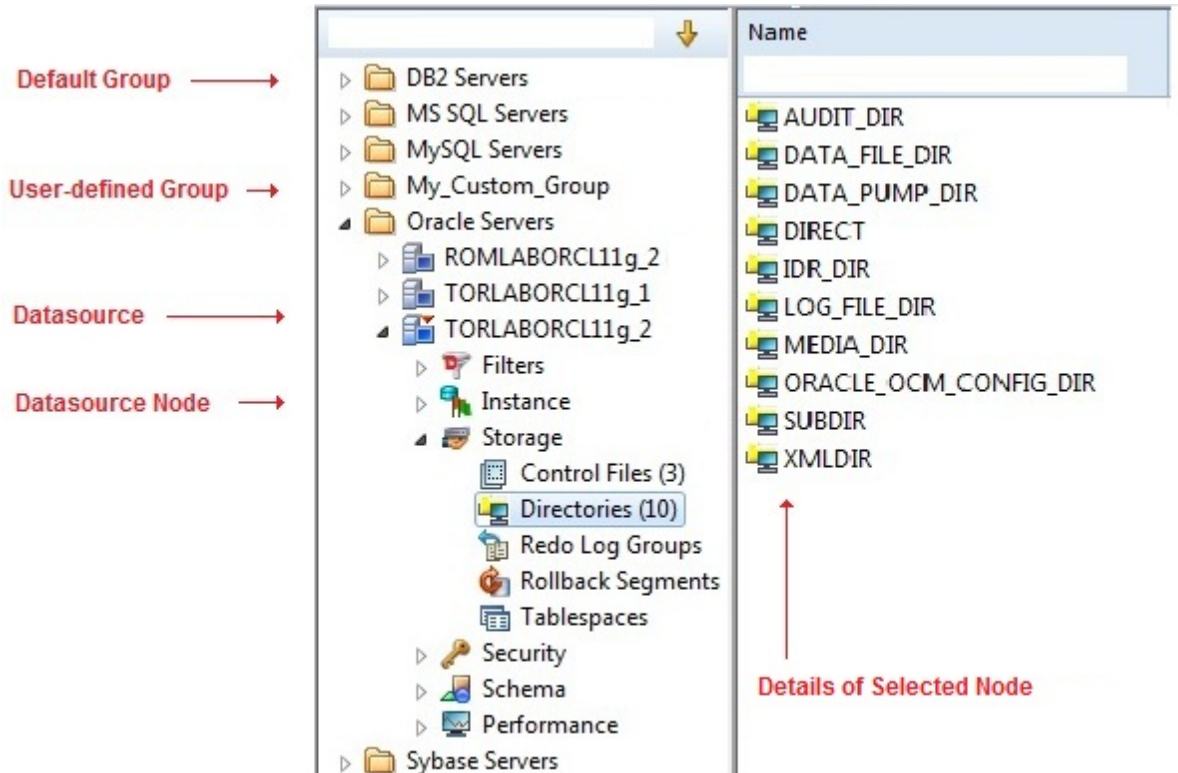 Default Group
User-defined Group
Datasource
Datasource Node
DB2 Servers
MS SQL Servers
MySQL Servers
My_Custom_Group
Oracle Servers
ROMLABORCL11g_2
TORLABORCL11g_1
TORLABORCL11g_2
Filters
Instance
Storage
Control Files (3)
Directories (10)
Redo Log Groups
Rollback Segments
Tablespaces
Security
Schema
Performance
Sybase Servers
Name
AUDIT_DIR
DATA_FILE_DIR
DATA_PUMP_DIR
DIRECT
IDR_DIR
LOG_FILE_DIR
MEDIA_DIR
ORACLE_OCM_CONFIG_DIR
SUBDIR
XMLDIR
Details of Selected Node